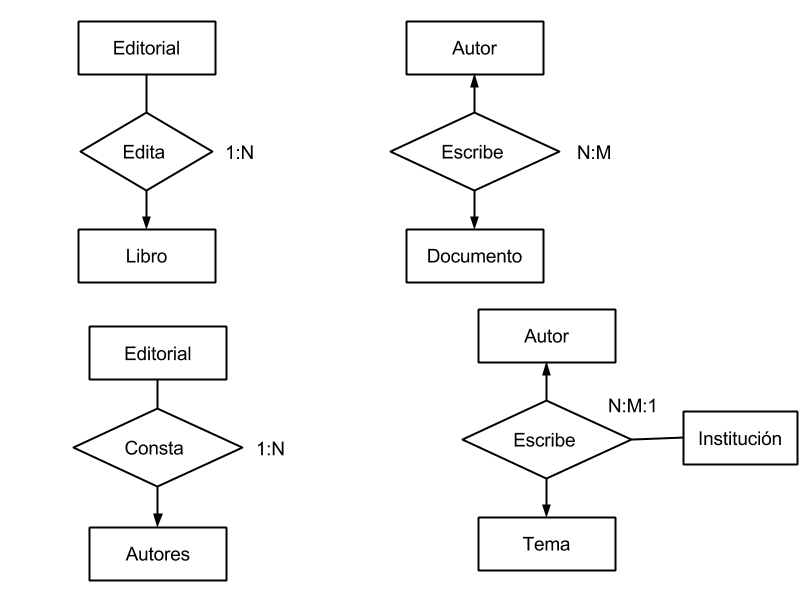 Editorial
Edita
1:N
Libro
Autor
Escribe
N:M
Documento
Editorial
Consta
1:N
Autores
Autor
N:M:1
Escribe
Institución
Tema